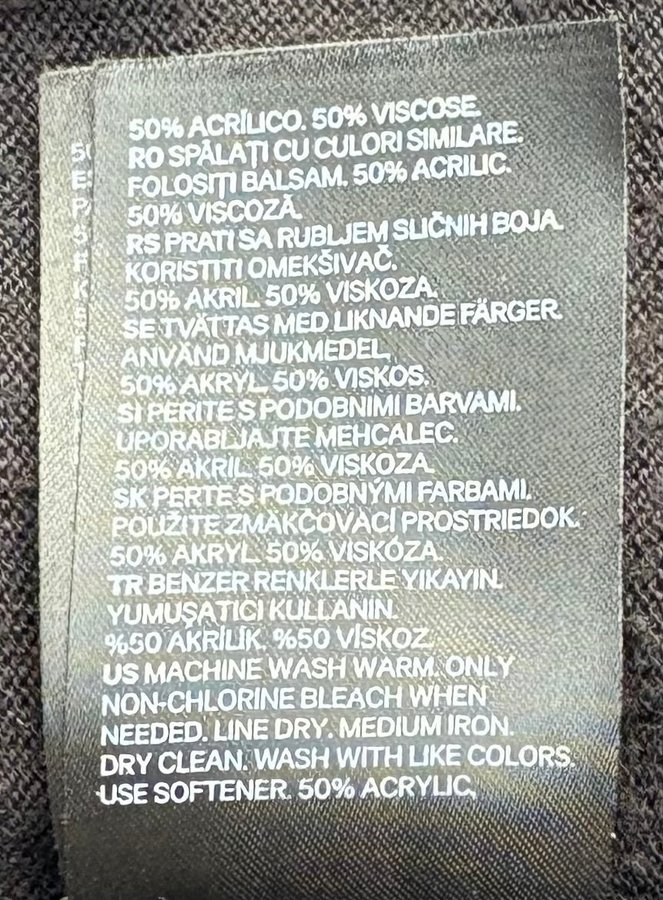 50% ACRÍLICO. 50% VISCOSE.
RO SPĂLAȚI CU CULORI SIMILARE.
FOLOSIȚI BALSAM. 50% ACRILIC.
50% VISCOZĂ.
RS PRATI SA RUBLJEM SLIČNIH BOJA.
KORISTITI OMEKŠIVAČ.
50% AKRIL. 50% VISKOZA.
SE TVÄTTAS MED LIKNANDE FÄRGER.
ANVÄND MJUKMEDEL.
50% AKRYL. 50% VISKOS.
SI PERITE S PODOBNIMI BARVAMI.
UPORABLJAJTE MEHČALEC.
50% AKRIL. 50% VISKOZA.
SK PERTE S PODOBNÝMI FARBAMI.
POUŽITE ZMÄKČOVACÍ PROSTRIEDOK.
50% AKRYL. 50% VISKÓZA.
TR BENZER RENKLERLE YIKAYIN.
YUMUŞATICI KULLANIN.
%50 AKRİLİK. %50 VİSKOZ.
US MACHINE WASH WARM. ONLY
NON-CHLORINE BLEACH WHEN
NEEDED. LINE DRY. MEDIUM IRON.
DRY CLEAN. WASH WITH LIKE COLORS.
USE SOFTENER. 50% ACRYLIC,